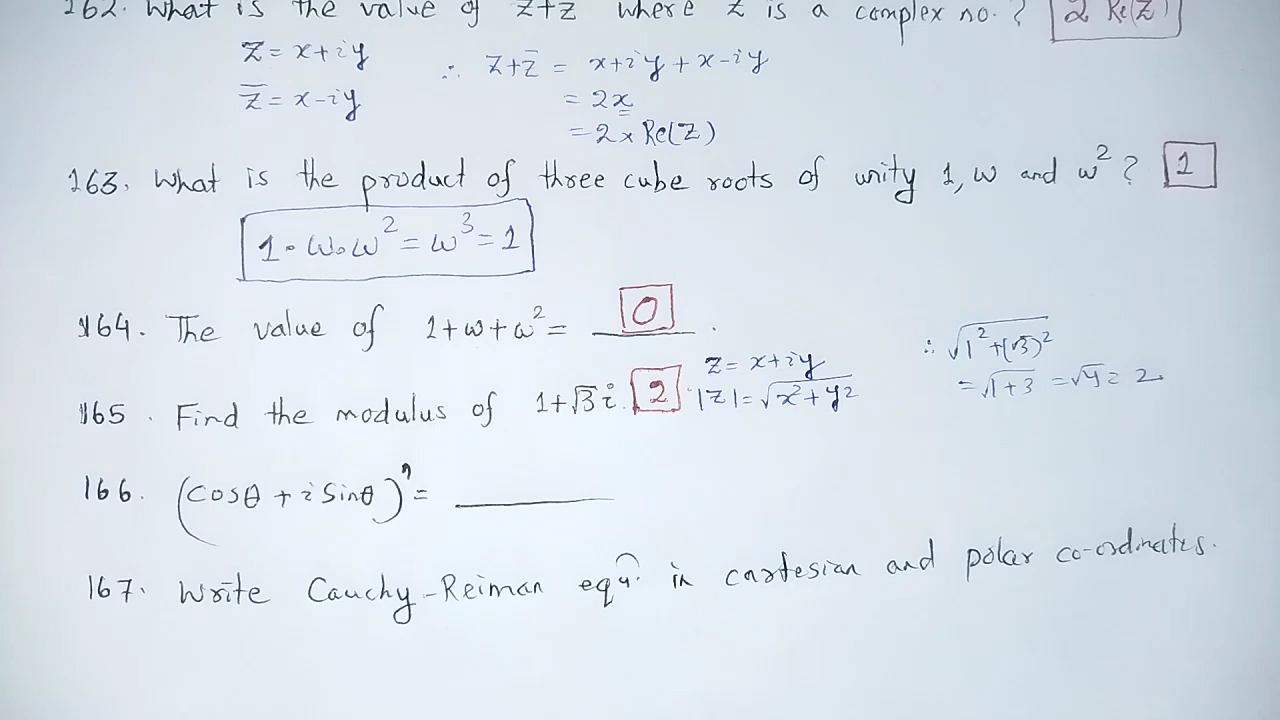 162. What is the value of z+z̄ where z is a complex no. ? 2 Re(Z)
Z = x+iy
∴ Z+Z̄ = x+iy + x-iy
Z̄ = x-iy
= 2x
= 2 x Re(Z)
163. What is the product of three cube roots of unity 1, ω and ω² ? 1
1.ω.ω² = ω³ = 1
164. The value of 1+ω+ω² = 0 .
165. Find the modulus of 1+√3 i. 2
Z = x+iy
|Z| = √x²+y²
∴ √1²+(√3)²
= √1+3 = √4 = 2
166. (cosθ + i Sinθ)ⁿ = ______
167. Write Cauchy-Reiman eqⁿ. in cartesian and polar co-ordinates.